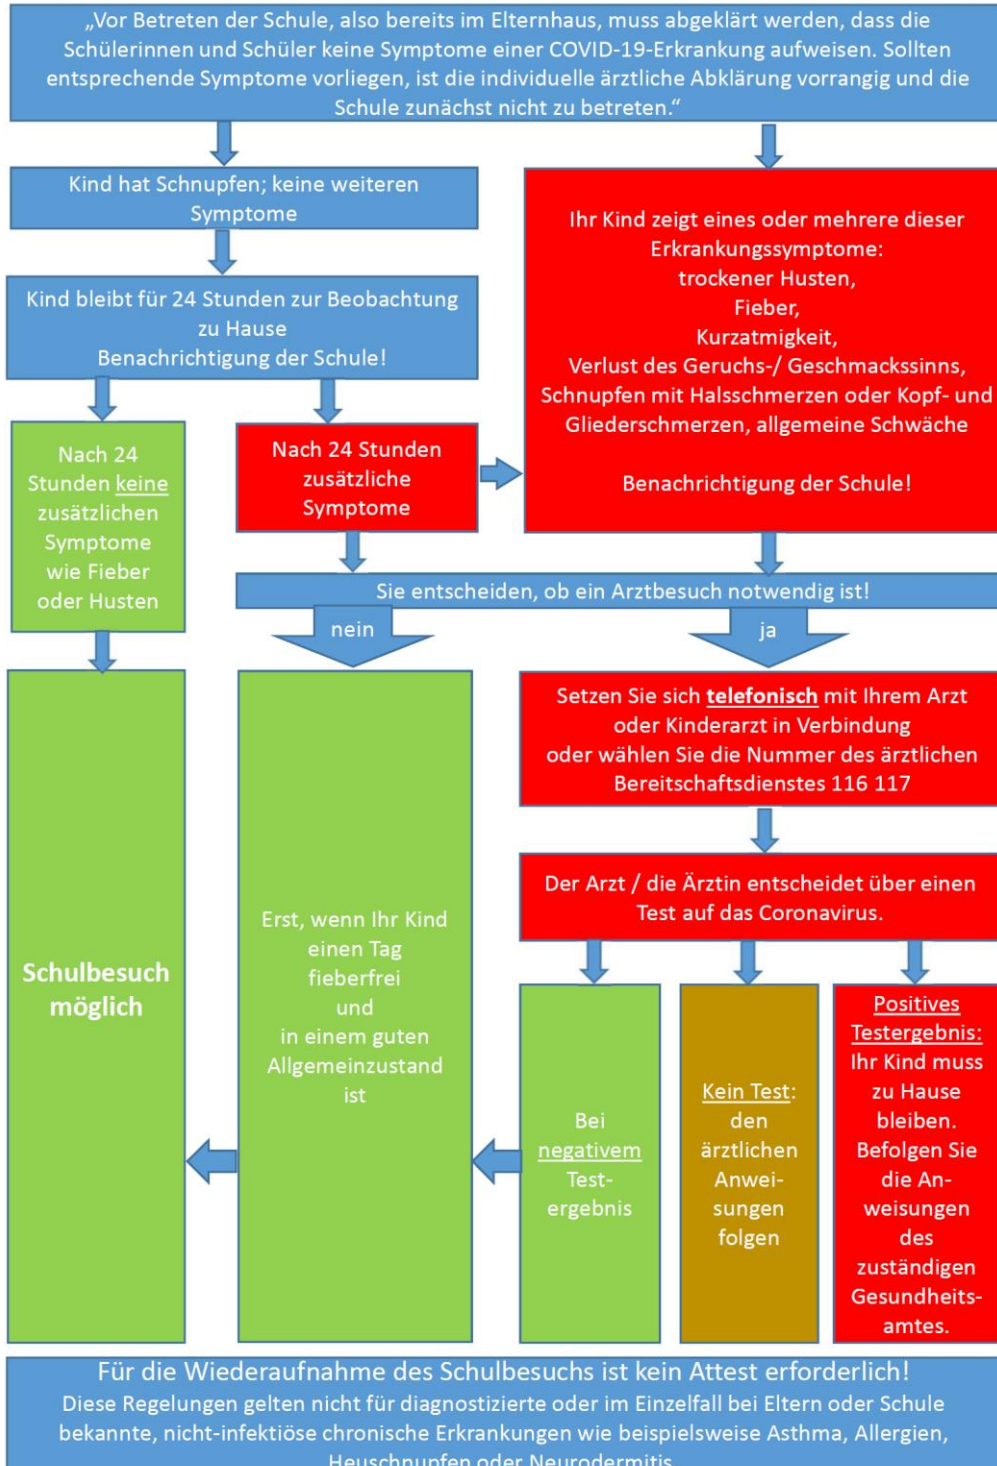 „Vor Betreten der Schule, also bereits im Elternhaus, muss abgeklärt werden, dass die
Schülerinnen und Schüler keine Symptome einer COVID-19-Erkrankung aufweisen. Sollten
entsprechende Symptome vorliegen, ist die individuelle ärztliche Abklärung vorrangig und die
Schule zunächst nicht zu betreten.“
Kind hat Schnupfen; keine weiteren
Symptome
Kind bleibt für 24 Stunden zur Beobachtung
zu Hause
Benachrichtigung der Schule!
Ihr Kind zeigt eines oder mehrere dieser
Erkrankungssymptome:
trockener Husten,
Fieber,
Kurzatmigkeit,
Verlust des Geruchs-/ Geschmackssinns,
Schnupfen mit Halsschmerzen oder Kopf- und
Gliederschmerzen, allgemeine Schwäche
Benachrichtigung der Schule!
Nach 24
Stunden keine
zusätzlichen
Symptome
wie Fieber
oder Husten
Nach 24 Stunden
zusätzliche
Symptome
Sie entscheiden, ob ein Arztbesuch notwendig ist!
nein
ja
Setzen Sie sich telefonisch mit Ihrem Arzt
oder Kinderarzt in Verbindung
oder wählen Sie die Nummer des ärztlichen
Bereitschaftsdienstes 116 117
Der Arzt / die Ärztin entscheidet über einen
Test auf das Coronavirus.
Schulbesuch
möglich
Erst, wenn Ihr Kind
einen Tag
fieberfrei
und
in einem guten
Allgemeinzustand
ist
Bei
negativem
Test-
ergebnis
Kein Test:
den
ärztlichen
Anwei-
sungen
folgen
Positives
Testergebnis:
Ihr Kind muss
zu Hause
bleiben.
Befolgen Sie
die An-
weisungen
des
zuständigen
Gesundheits-
amtes.
Für die Wiederaufnahme des Schulbesuchs ist kein Attest erforderlich!
Diese Regelungen gelten nicht für diagnostizierte oder im Einzelfall bei Eltern oder Schule
bekannte, nicht-infektiöse chronische Erkrankungen wie beispielsweise Asthma, Allergien,
Heuschnupfen oder Neurodermitis